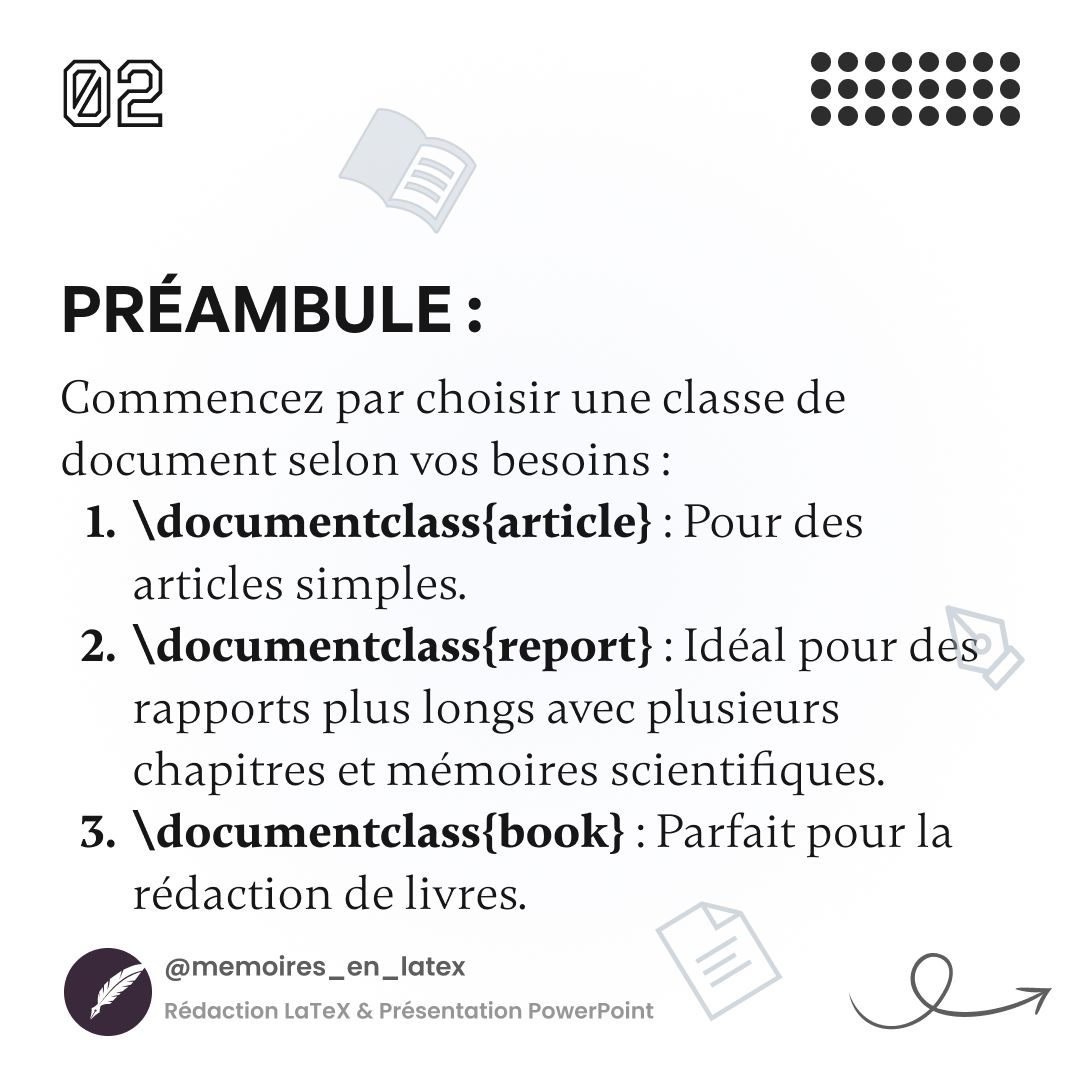 02
PRÉAMBULE :
Commencez par choisir une classe de
document selon vos besoins :
1. \documentclass{article} : Pour des
articles simples.
2. \documentclass{report} : Idéal pour des
rapports plus longs avec plusieurs
chapitres et mémoires scientifiques.
3. \documentclass{book} : Parfait pour la
rédaction de livres.
@memoires_en_latex
Rédaction LaTeX & Présentation PowerPoint